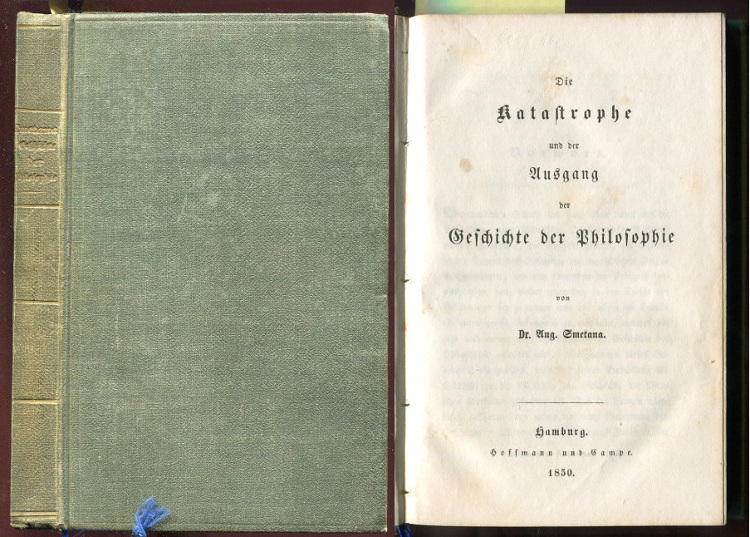 Die
Kataſtrophe
und der
Ausgang
der
Geſchichte der Philoſophie
von
Dr. Aug. Smetana.
Hamburg.
Hoffmann und Campe.
1850.